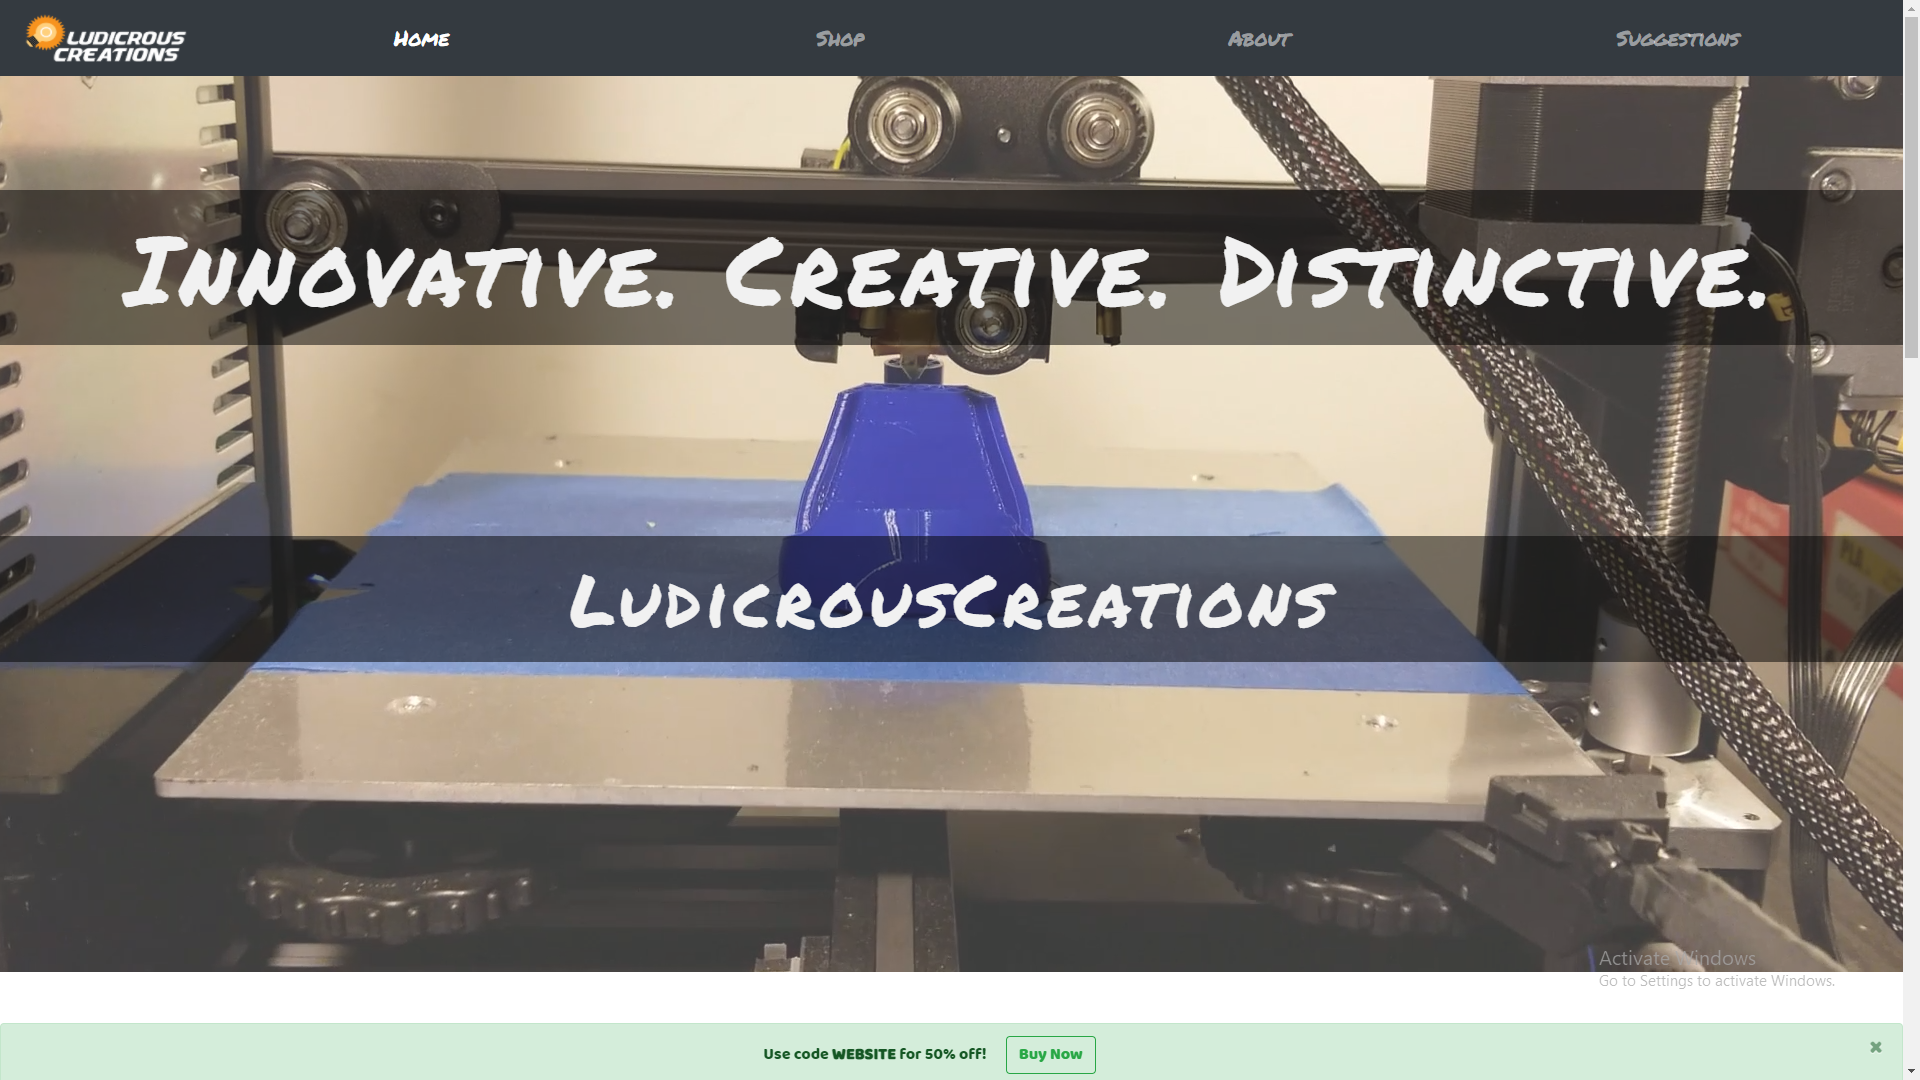 LUDICROUS
CREATIONS
Home
Shop
About
Suggestions
Innovative. Creative. Distinctive.
LudicrousCreations
Activate Windows
Go to Settings to activate Windows.
Use code WEBSITE for 50% off!
Buy Now
×